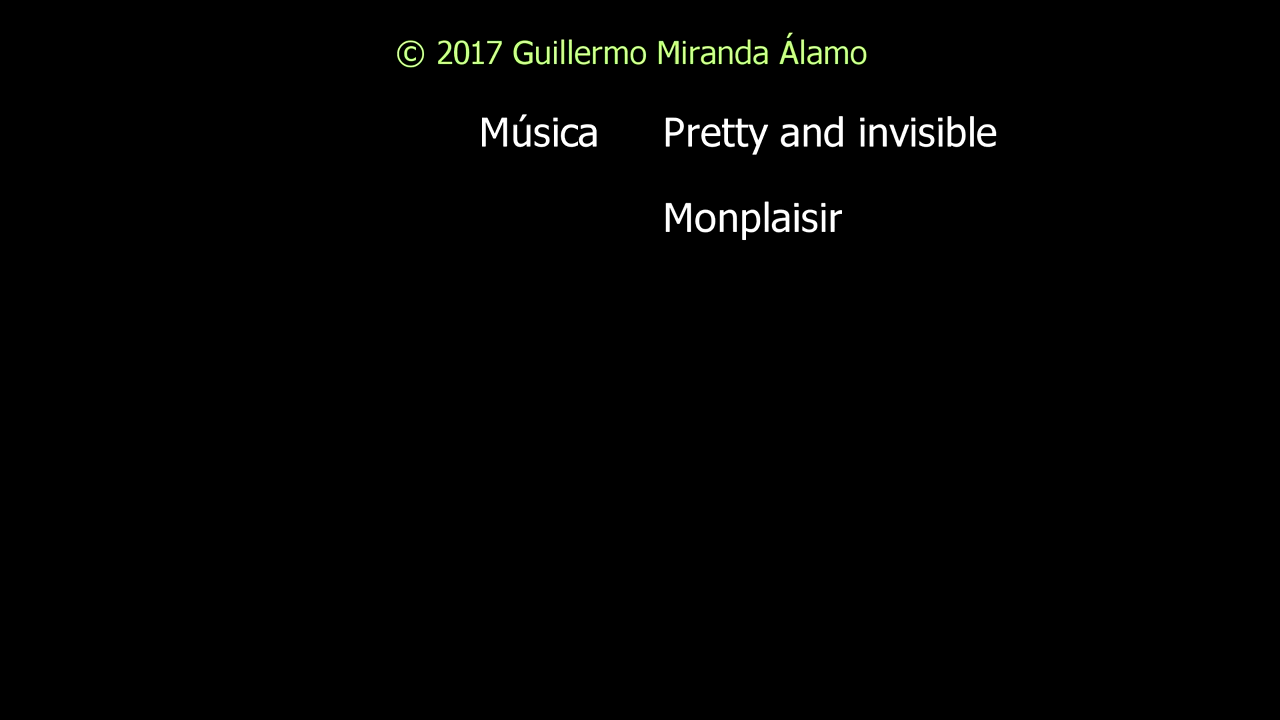 © 2017 Guillermo Miranda Álamo
Música Pretty and invisible
Monplaisir